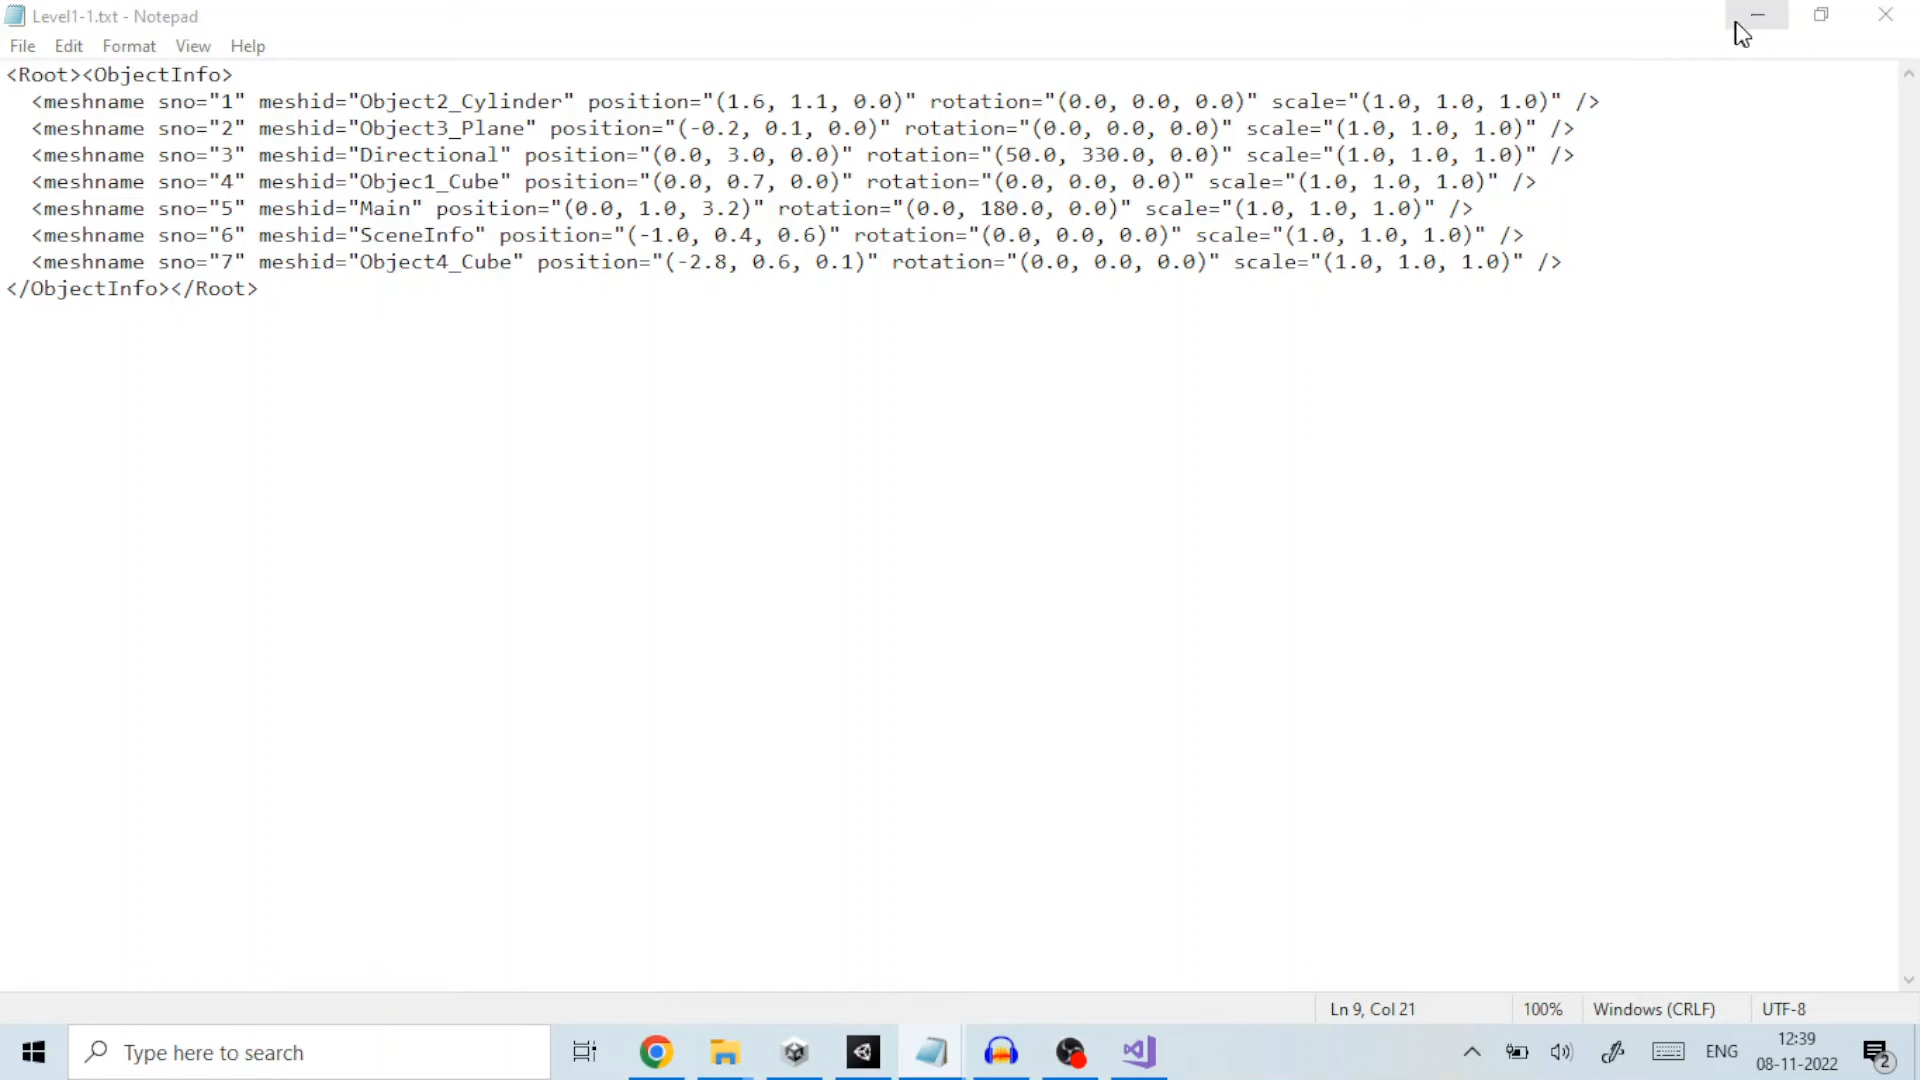 Level1-1.txt - Notepad
File Edit Format View Help
<Root><ObjectInfo>
<meshname sno="1" meshid="Object2_Cylinder" position="(1.6, 1.1, 0.0)" rotation="(0.0, 0.0, 0.0)" scale="(1.0, 1.0, 1.0)" />
<meshname sno="2" meshid="Object3_Plane" position="(-0.2, 0.1, 0.0)" rotation="(0.0, 0.0, 0.0)" scale="(1.0, 1.0, 1.0)" />
<meshname sno="3" meshid="Directional" position="(0.0, 3.0, 0.0)" rotation="(50.0, 330.0, 0.0)" scale="(1.0, 1.0, 1.0)" />
<meshname sno="4" meshid="Objec1_Cube" position="(0.0, 0.7, 0.0)" rotation="(0.0, 0.0, 0.0)" scale="(1.0, 1.0, 1.0)" />
<meshname sno="5" meshid="Main" position="(0.0, 1.0, 3.2)" rotation="(0.0, 180.0, 0.0)" scale="(1.0, 1.0, 1.0)" />
<meshname sno="6" meshid="SceneInfo" position="(-1.0, 0.4, 0.6)" rotation="(0.0, 0.0, 0.0)" scale="(1.0, 1.0, 1.0)" />
<meshname sno="7" meshid="Object4_Cube" position="(-2.8, 0.6, 0.1)" rotation="(0.0, 0.0, 0.0)" scale="(1.0, 1.0, 1.0)" />
</ObjectInfo></Root>
Ln 9, Col 21 100% Windows (CRLF) UTF-8
Type here to search ENG 12:39
08-11-2022 2